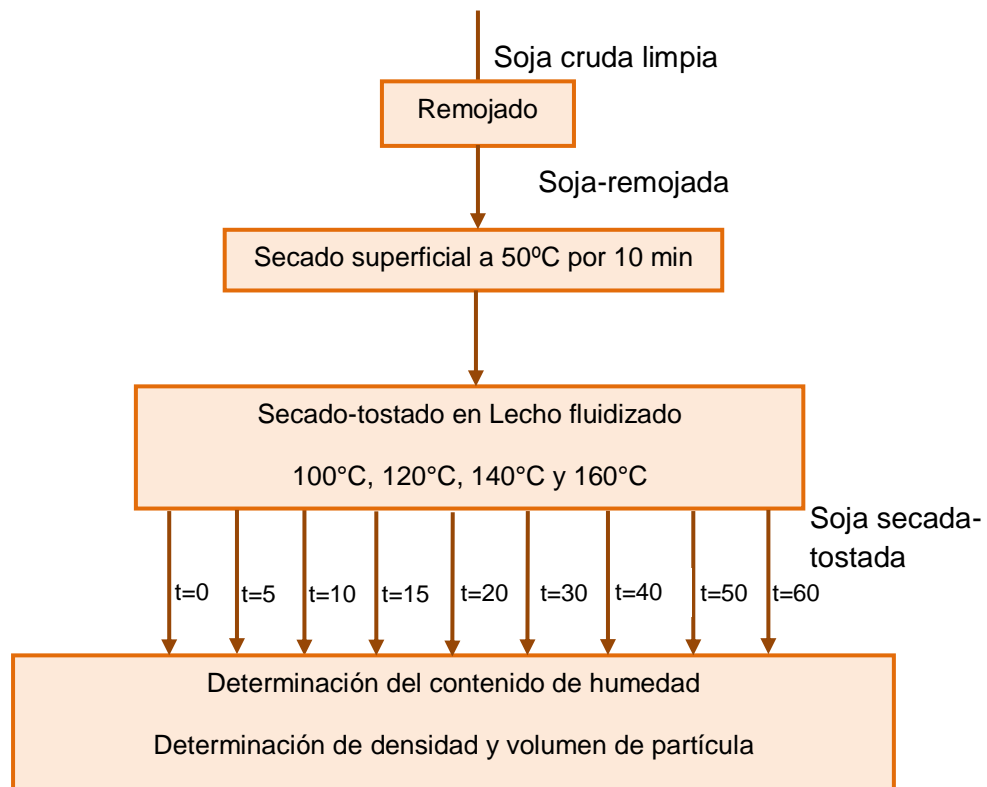 Soja cruda limpia
Remojado
Soja-remojada
Secado superficial a 50ºC por 10 min
Secado-tostado en Lecho fluidizado
100°C, 120°C, 140°C y 160°C
Soja secada-
tostada
t=0 t=5 t=10 t=15 t=20 t=30 t=40 t=50 t=60
Determinación del contenido de humedad
Determinación de densidad y volumen de partícula